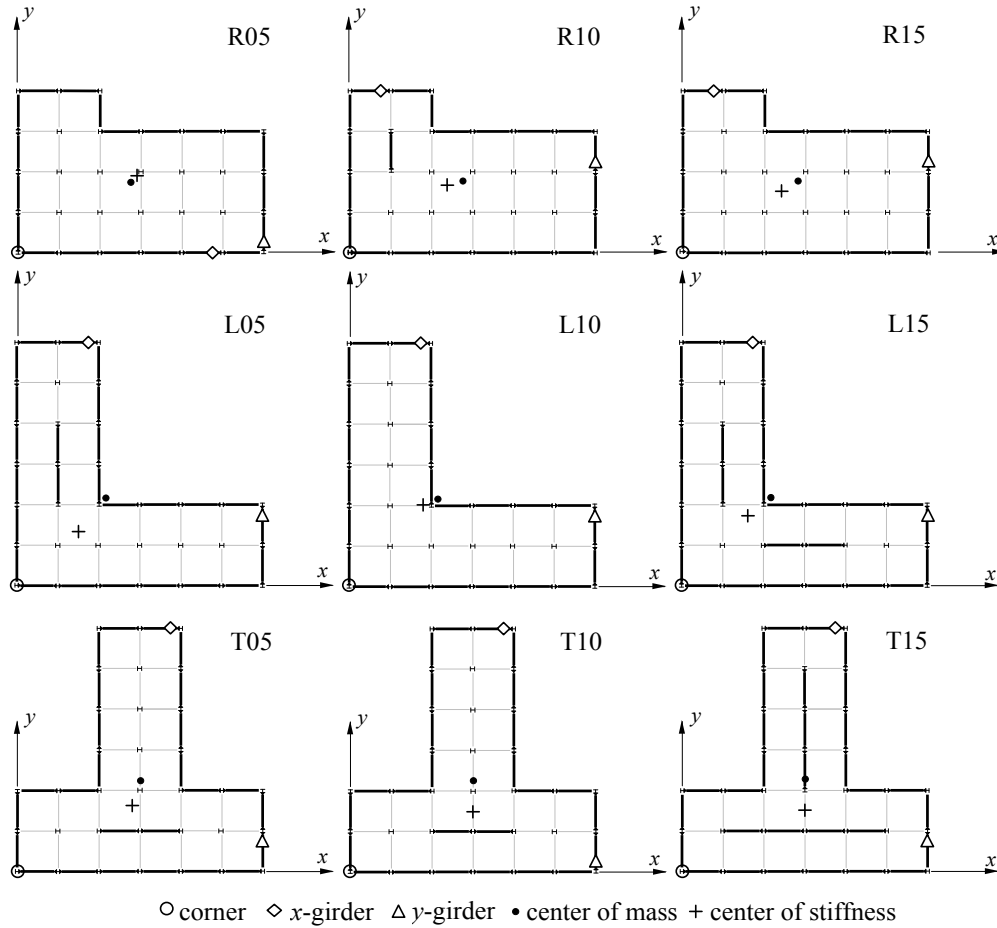 y
R05
x
y
R10
x
y
R15
x
y
L05
x
y
L10
x
y
L15
x
y
T05
x
y
T10
x
y
T15
x
corner x-girder y-girder center of mass center of stiffness